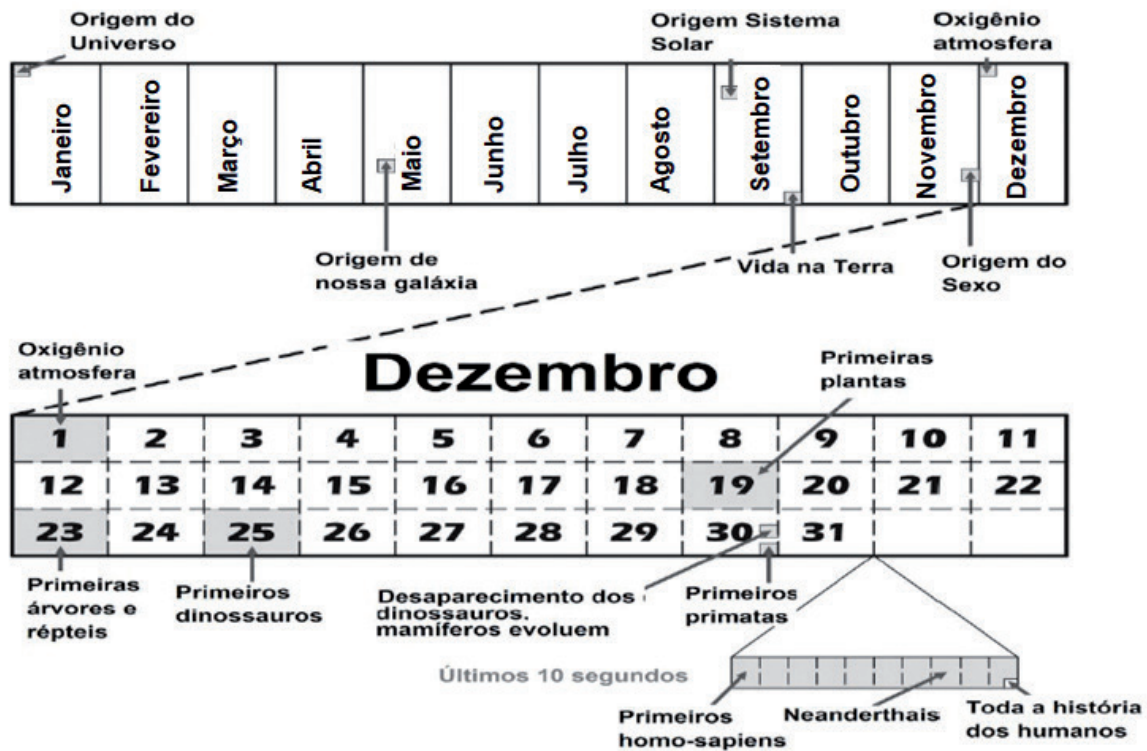 Origem do
Universo
Origem Sistema
Solar
Oxigênio
atmosfera
Janeiro
Fevereiro
Março
Abril
Maio
Junho
Julho
Agosto
Setembro
Outubro
Novembro
Dezembro
Origem de
nossa galáxia
Vida na Terra
Origem do
Sexo
Oxigênio
atmosfera
Dezembro
Primeiras
plantas
1 2 3 4 5 6 7 8 9 10 11
12 13 14 15 16 17 18 19 20 21 22
23 24 25 26 27 28 29 30 31
Primeiras
árvores e
répteis
Primeiros
dinossauros
Desaparecimento dos
dinossauros.
mamíferos evoluem
Primeiros
primatas
Últimos 10 segundos
Primeiros
homo-sapiens
Neanderthais
Toda a história
dos humanos